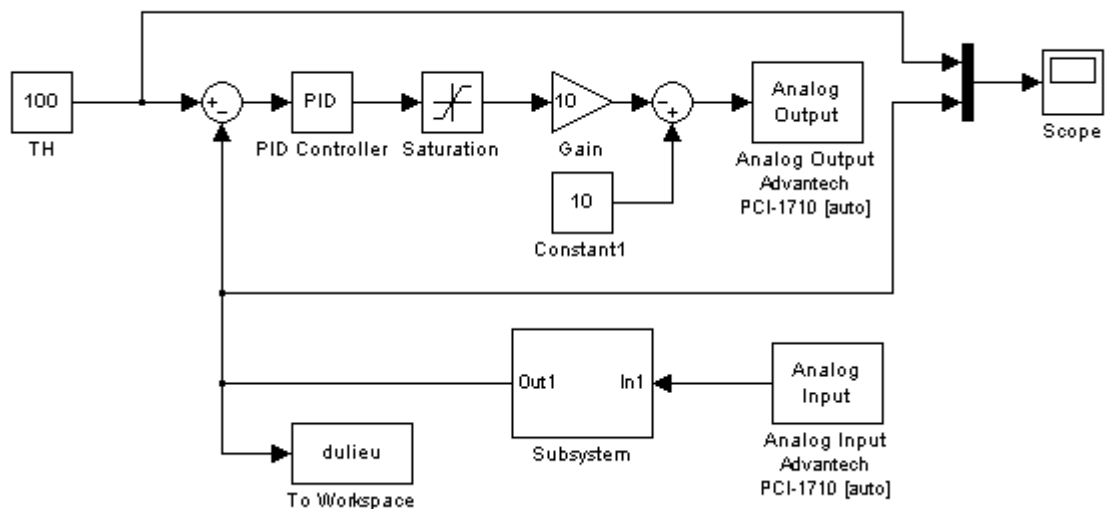 100
TH
PID
PID Controller
Saturation
10
Gain
Analog
Output
Analog Output
Advantech
PCI-1710 [auto]
Scope
10
Constant1
Out1
In1
Subsystem
Analog
Input
Analog Input
Advantech
PCI-1710 [auto]
dulieu
To Workspace